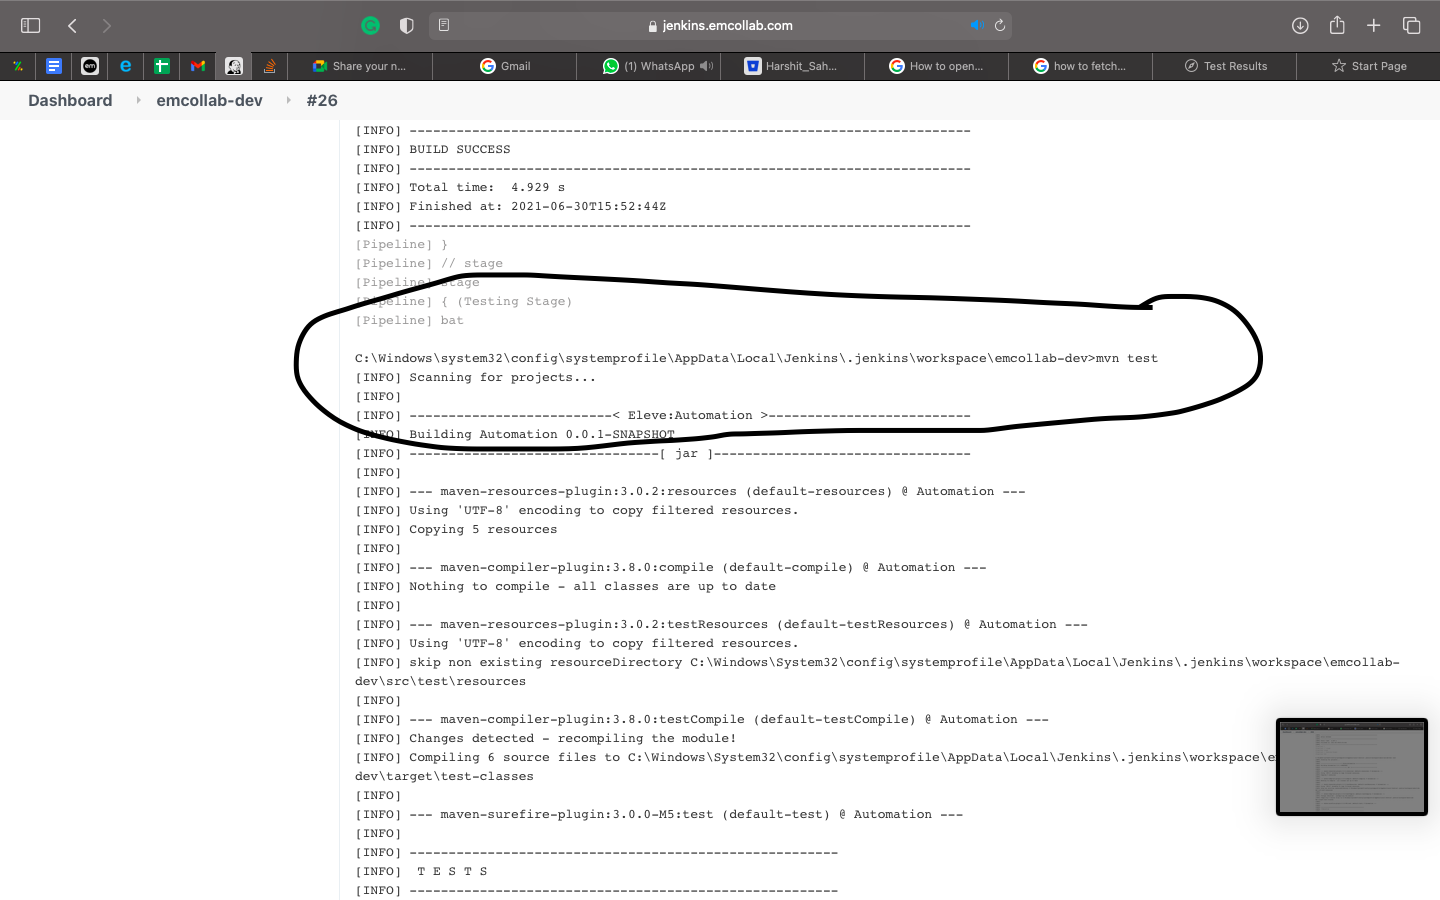 jenkins.emcollab.com
Share your n...
Gmail
(1) WhatsApp
Harshit_Sah...
How to open...
how to fetch...
Test Results
Start Page
Dashboard emcollab-dev #26
[INFO] ------------------------------------------------------------------------
[INFO] BUILD SUCCESS
[INFO] ------------------------------------------------------------------------
[INFO] Total time:  4.929 s
[INFO] Finished at: 2021-06-30T15:52:44Z
[INFO] ------------------------------------------------------------------------
[Pipeline] }
[Pipeline] // stage
[Pipeline] stage
[Pipeline] { (Testing Stage)
[Pipeline] bat
C:\Windows\system32\config\systemprofile\AppData\Local\Jenkins\.jenkins\workspace\emcollab-dev>mvn test
[INFO] Scanning for projects...
[INFO]
[INFO] --------------------------< Eleve:Automation >--------------------------
[INFO] Building Automation 0.0.1-SNAPSHOT
[INFO] --------------------------------[ jar ]---------------------------------
[INFO]
[INFO] --- maven-resources-plugin:3.0.2:resources (default-resources) @ Automation ---
[INFO] Using 'UTF-8' encoding to copy filtered resources.
[INFO] Copying 5 resources
[INFO]
[INFO] --- maven-compiler-plugin:3.8.0:compile (default-compile) @ Automation ---
[INFO] Nothing to compile - all classes are up to date
[INFO]
[INFO] --- maven-resources-plugin:3.0.2:testResources (default-testResources) @ Automation ---
[INFO] Using 'UTF-8' encoding to copy filtered resources.
[INFO] skip non existing resourceDirectory C:\Windows\System32\config\systemprofile\AppData\Local\Jenkins\.jenkins\workspace\emcollab-
dev\src\test\resources
[INFO]
[INFO] --- maven-compiler-plugin:3.8.0:testCompile (default-testCompile) @ Automation ---
[INFO] Changes detected - recompiling the module!
[INFO] Compiling 6 source files to C:\Windows\System32\config\systemprofile\AppData\Local\Jenkins\.jenkins\workspace\e
dev\target\test-classes
[INFO]
[INFO] --- maven-surefire-plugin:3.0.0-M5:test (default-test) @ Automation ---
[INFO]
[INFO] -------------------------------------------------------
[INFO]  T E S T S
[INFO] -------------------------------------------------------